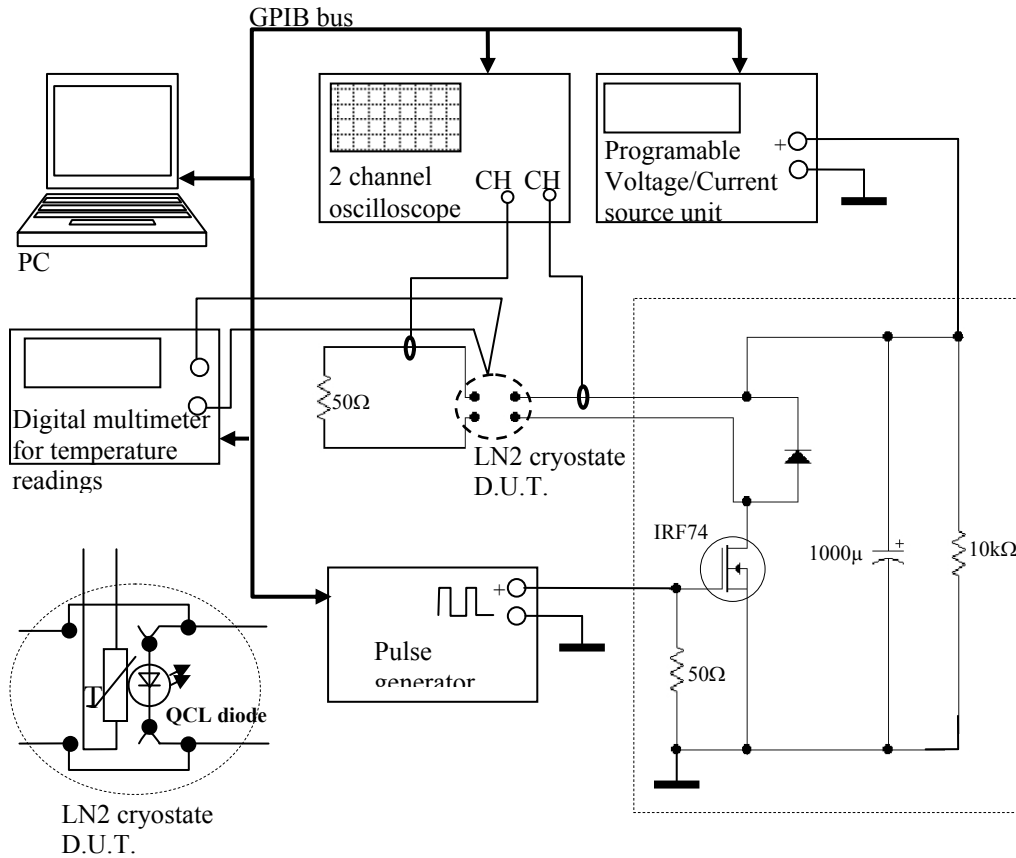 GPIB bus
PC
2 channel
oscilloscope
CH CH
Programable
Voltage/Current
source unit
+
Digital multimeter
for temperature
readings
50Ω
LN2 cryostate
D.U.T.
IRF74
1000μ
+
10kΩ
+
Pulse
generator
50Ω
T
QCL diode
LN2 cryostate
D.U.T.